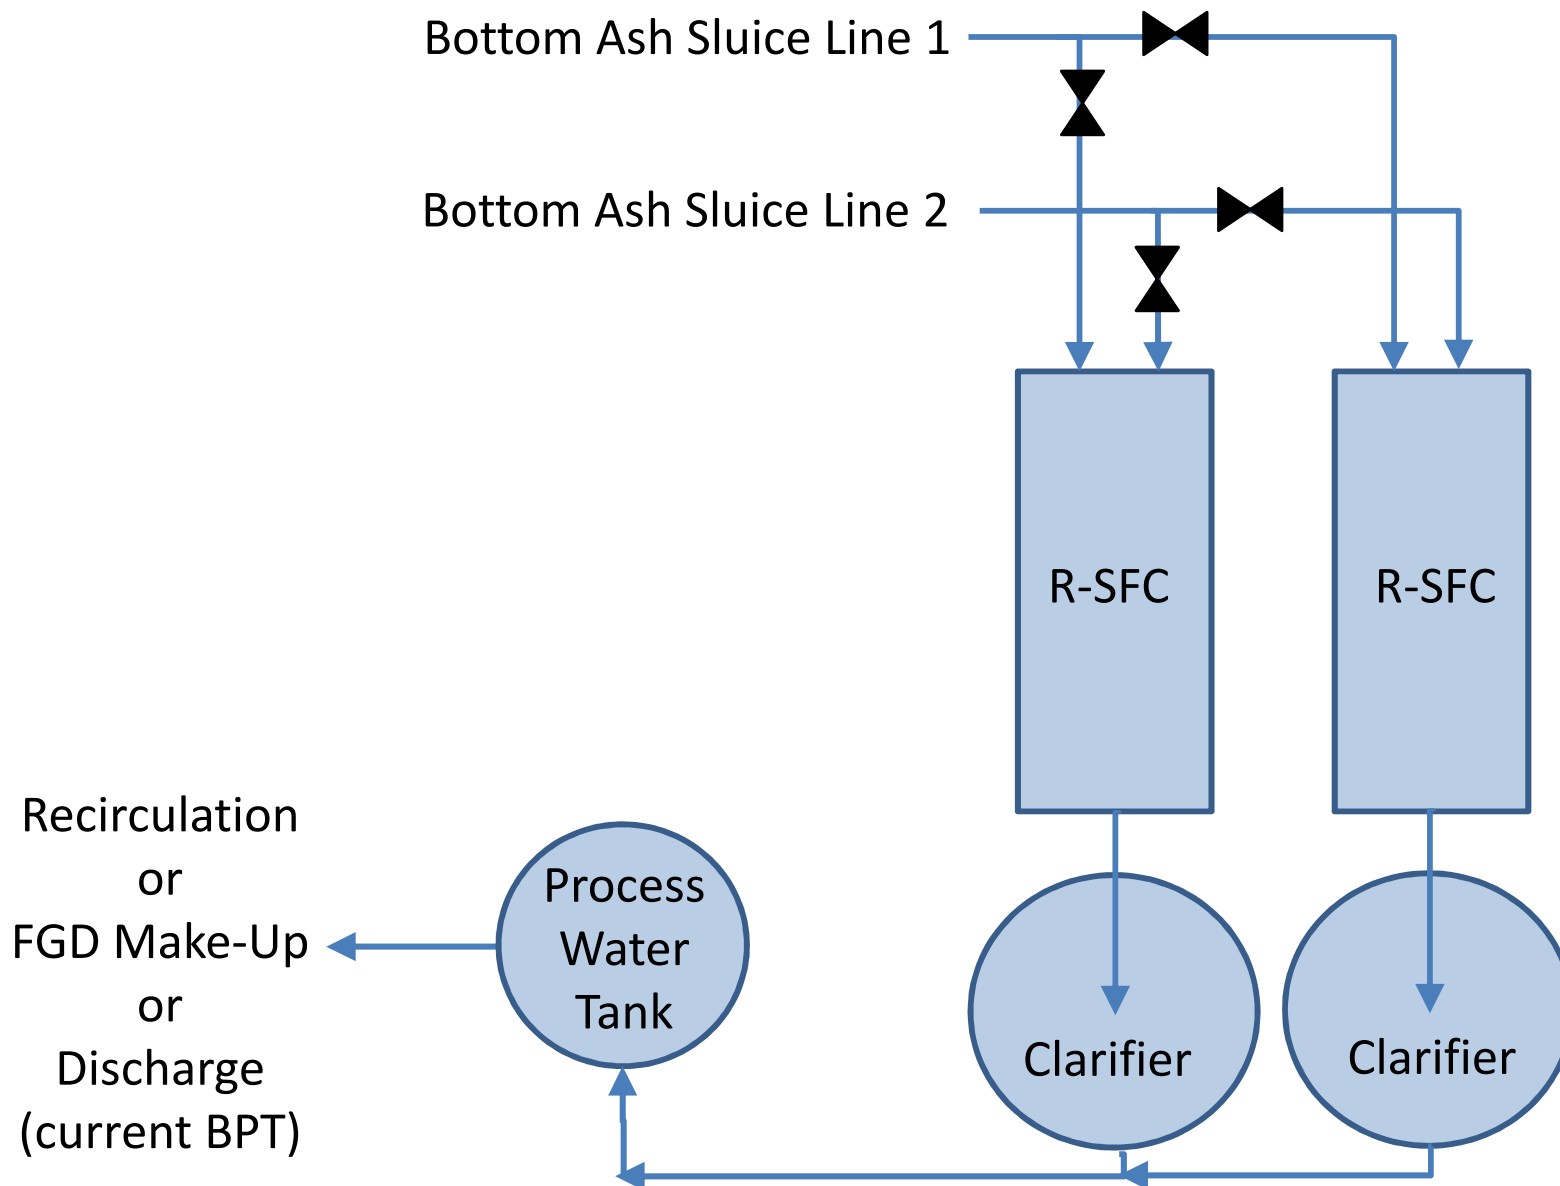 Bottom Ash Sluice Line 1
Bottom Ash Sluice Line 2
R-SFC
R-SFC
Recirculation
or
FGD Make-Up
or
Discharge
(current BPT)
Process
Water
Tank
Clarifier
Clarifier